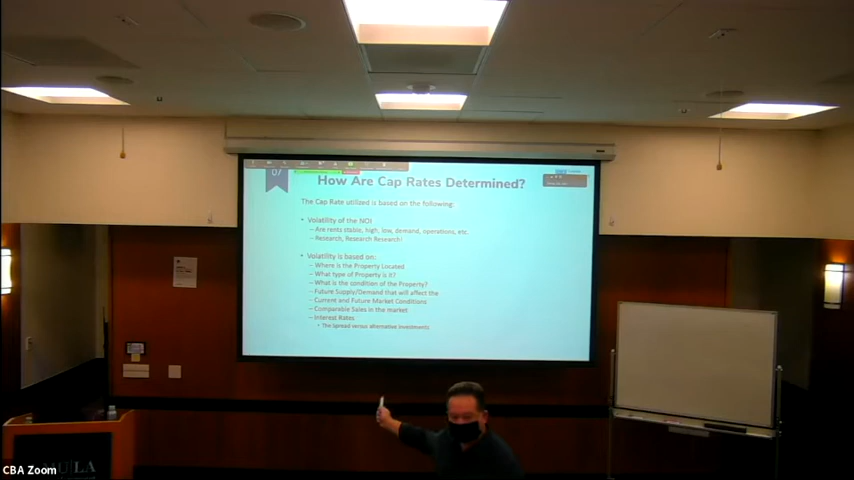 07
How Are Cap Rates Determined?
The Cap Rate utilized is based on the following:
• Volatility of the NOI
– Are rents stable, high, low, demand, operations, etc.
– Research, Research Research!
• Volatility is based on:
– Where is the Property Located
– What type of Property is it?
– What is the condition of the Property?
– Future Supply/Demand that will affect the
– Current and Future Market Conditions
– Comparable Sales in the market
– Interest Rates
• The spread versus alternative investments
CBA Zoom